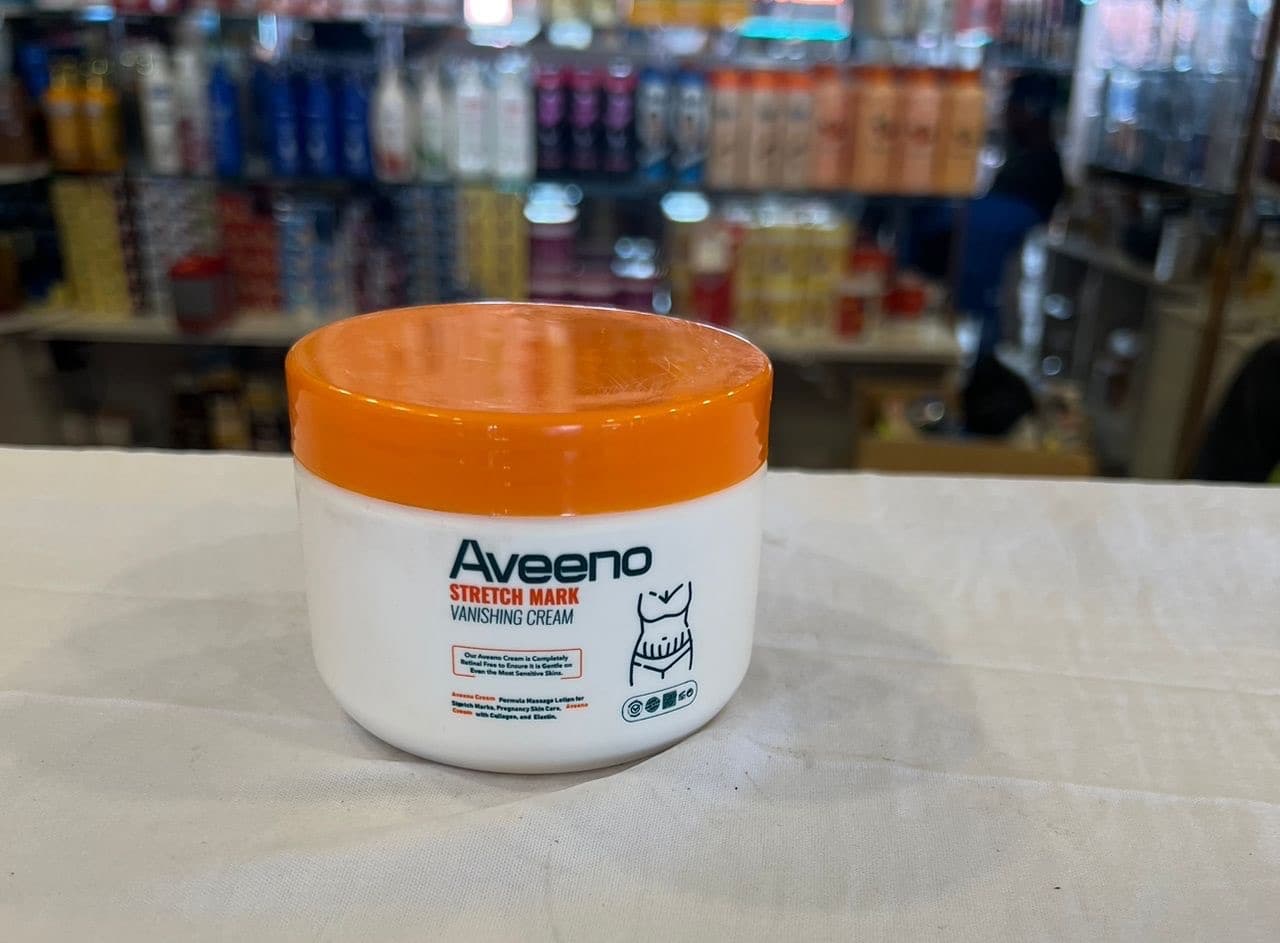 Aveeno
STRETCH MARK
VANISHING CREAM
Our Aveeno Cream is Completely
Retinal Free to Ensure it is Gentle on
Even the Most Sensitive Skins.
Aveeno Cream Formula Massage Lotion for
Stretch Marks, Pregnancy Skin Care, Aveeno
Cream with Collagen, and Elastin.